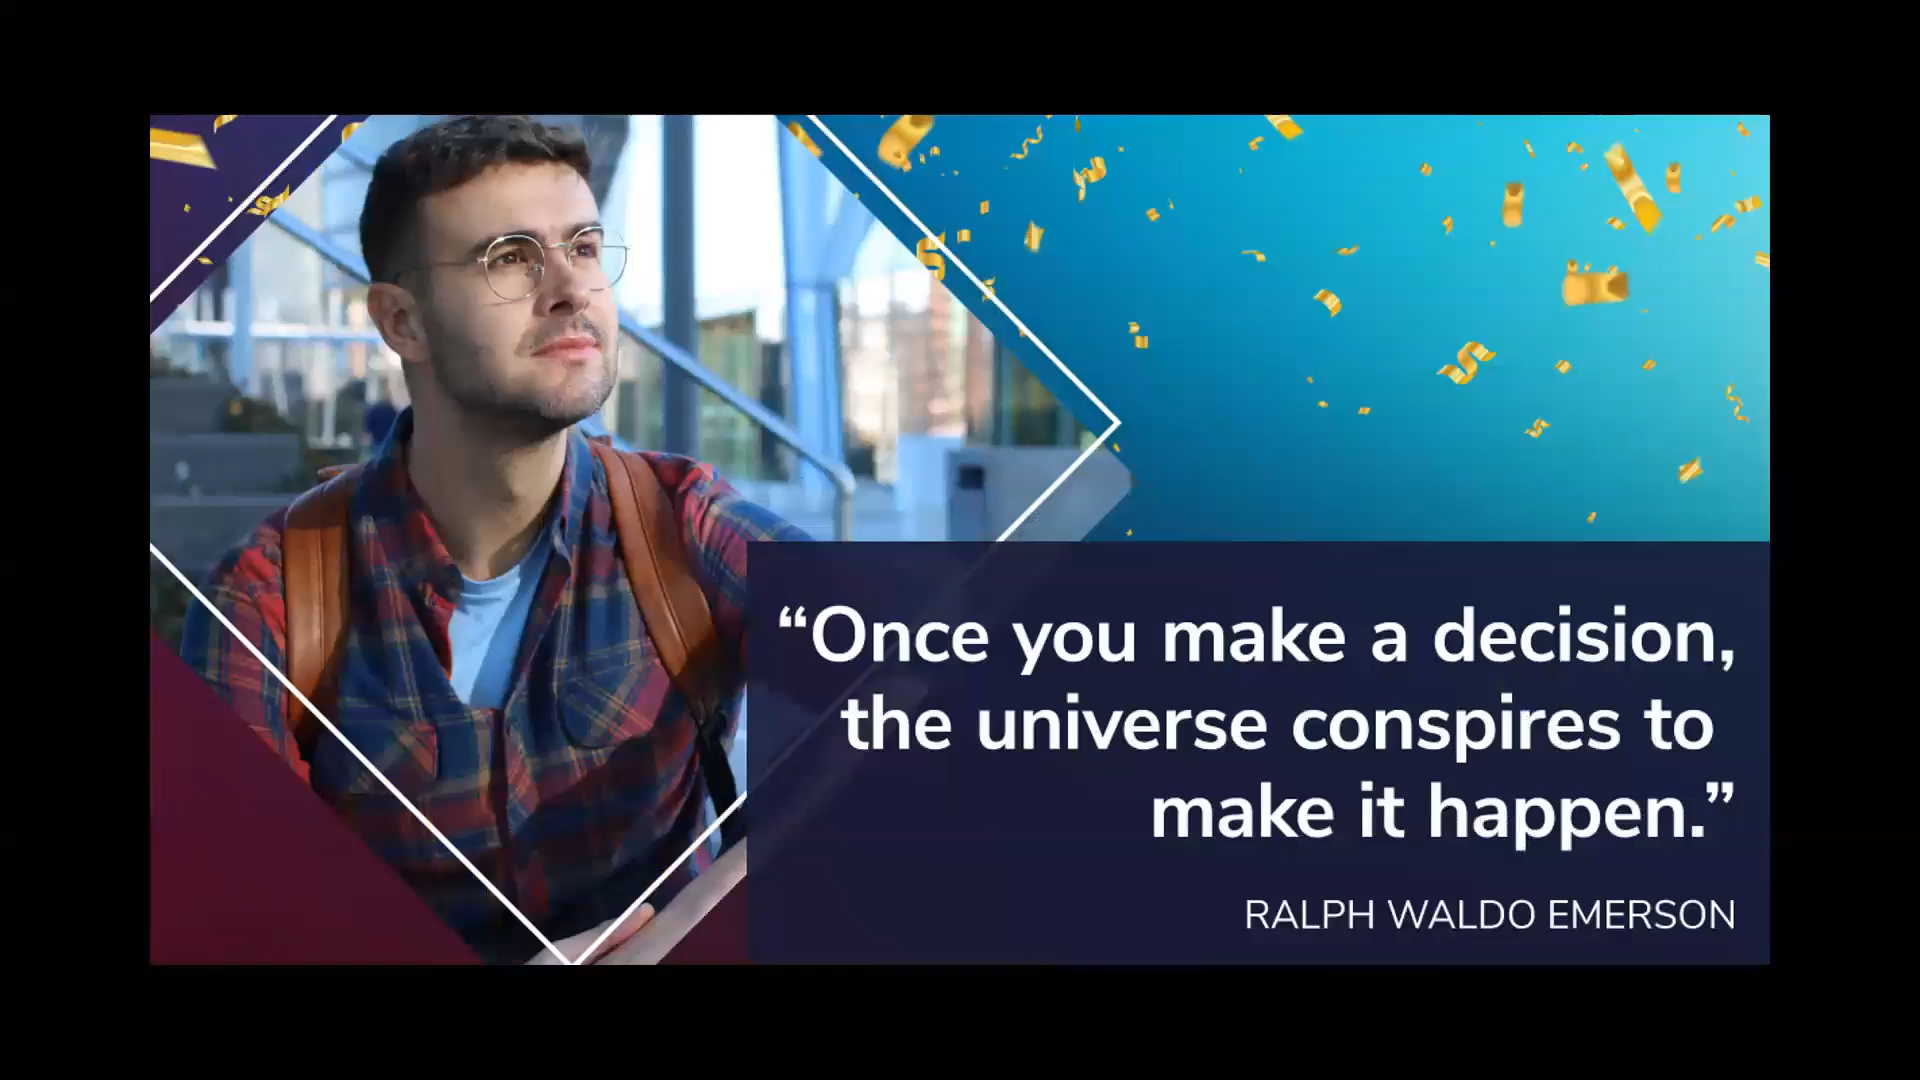 “Once you make a decision,
the universe conspires to
make it happen.”
RALPH WALDO EMERSON